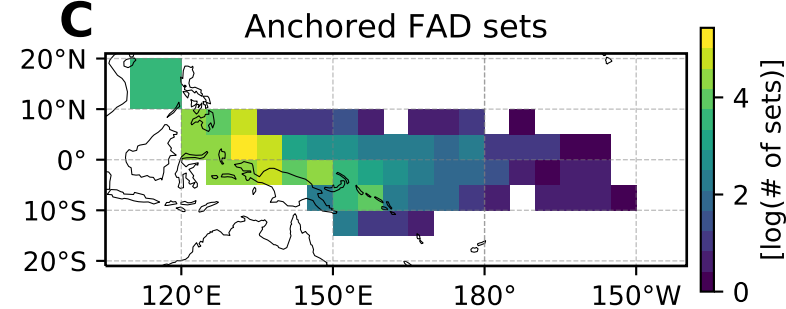 C
Anchored FAD sets
20°N
10°N
0°
10°S
20°S
120°E
150°E
180°
150°W
4
2
0
[log(# of sets)]